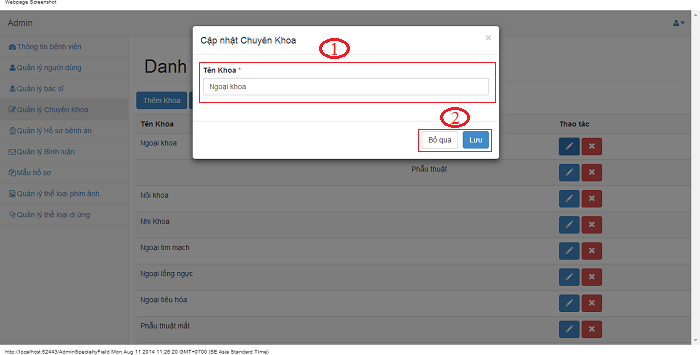 Webpage Screenshot
Admin
Cập nhật Chuyên Khoa
×
1
Tên Khoa *
Ngoại khoa
2
Bỏ qua
Lưu
Thông tin bệnh viện
Quản lý người dùng
Quản lý bác sĩ
Quản lý Chuyên Khoa
Quản lý Hồ sơ bệnh án
Quản lý Bình luận
Mẫu hồ sơ
Quản lý thể loại phim ảnh
Quản lý thể loại dị ứng
Danh
Thêm Khoa
Tên Khoa
Thao tác
Ngoại khoa
Phẫu thuật
Nội khoa
Nhi Khoa
Ngoại tim mạch
Ngoại lồng ngực
Ngoại tiêu hóa
Phẫu thuật mắt
http://localhost:52443/AdminSpecialtyField Mon Aug 11 2014 11:26:20 GMT+0700 (SE Asia Standard Time)